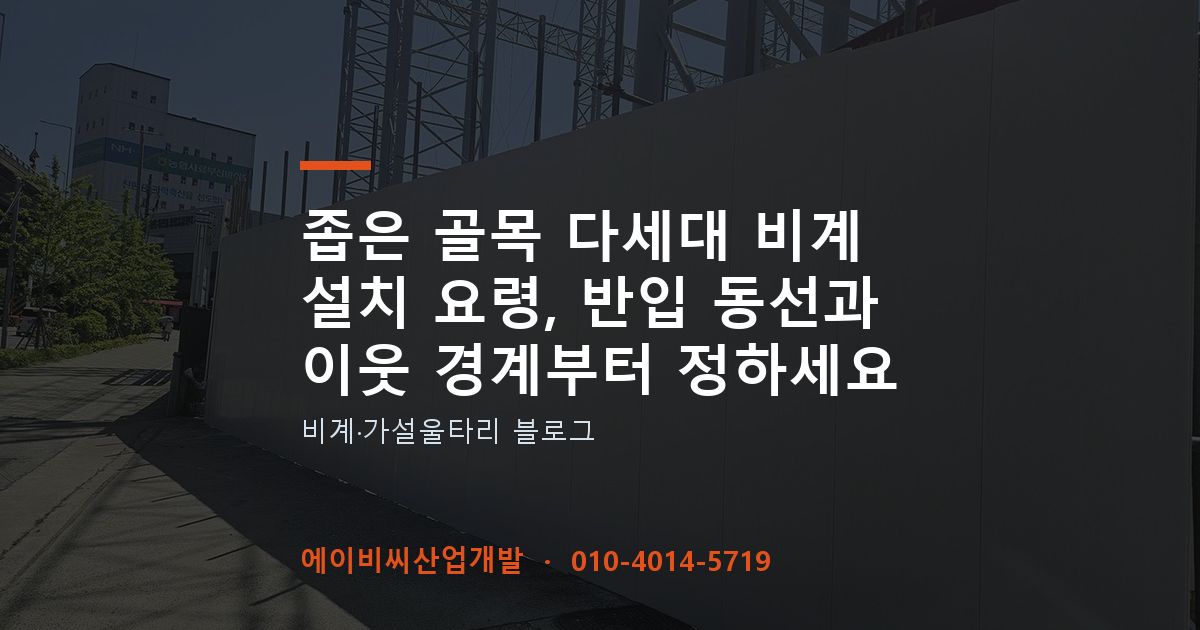 NH
좁은 골목 다세대 비계
설치 요령, 반입 동선과
이웃 경계부터 정하세요
비계·가설울타리 블로그
에이비씨산업개발 · 010-4014-5719